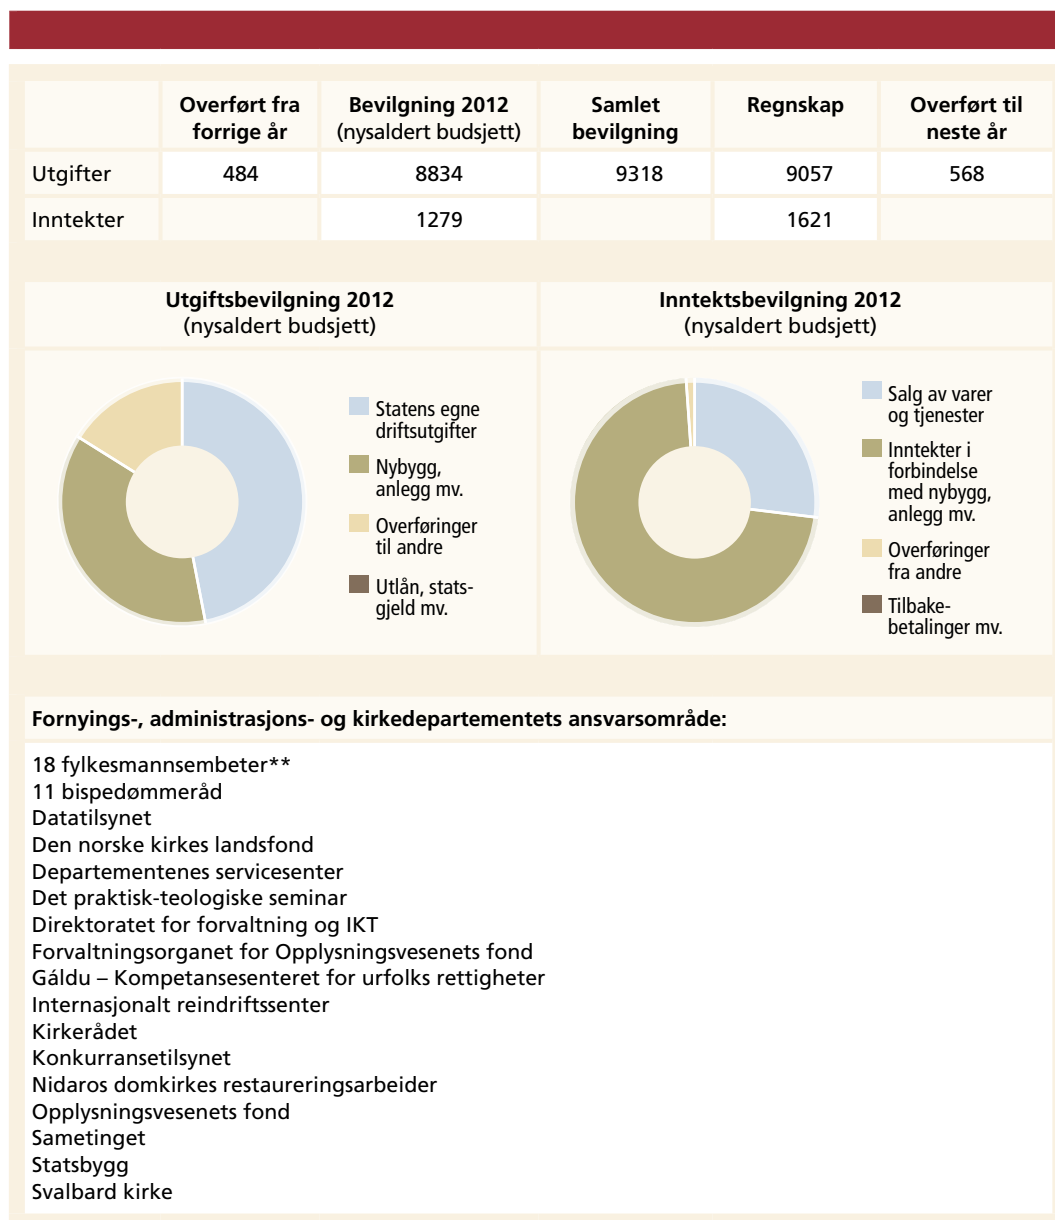 Overført fra forrige år
Bevilgning 2012 (nysaldert budsjett)
Samlet bevilgning
Regnskap
Overført til neste år
Utgifter 484 8834 9318 9057 568
Inntekter 1279 1621
Utgiftsbevilgning 2012
(nysaldert budsjett)
Statens egne
driftsutgifter
Nybygg,
anlegg mv.
Overføringer
til andre
Utlån, stats-
gjeld mv.
Inntektsbevilgning 2012
(nysaldert budsjett)
Salg av varer
og tjenester
Inntekter i
forbindelse
med nybygg,
anlegg mv.
Overføringer
fra andre
Tilbake-
betalinger mv.
Fornyings-, administrasjons- og kirkedepartementets ansvarsområde:
18 fylkesmannsembeter**
11 bispedømmeråd
Datatilsynet
Den norske kirkes landsfond
Departementenes servicesenter
Det praktisk-teologiske seminar
Direktoratet for forvaltning og IKT
Forvaltningsorganet for Opplysningsvesenets fond
Gáldu – Kompetansesenteret for urfolks rettigheter
Internasjonalt reindriftssenter
Kirkerådet
Konkurransetilsynet
Nidaros domkirkes restaureringsarbeider
Opplysningsvesenets fond
Sametinget
Statsbygg
Svalbard kirke